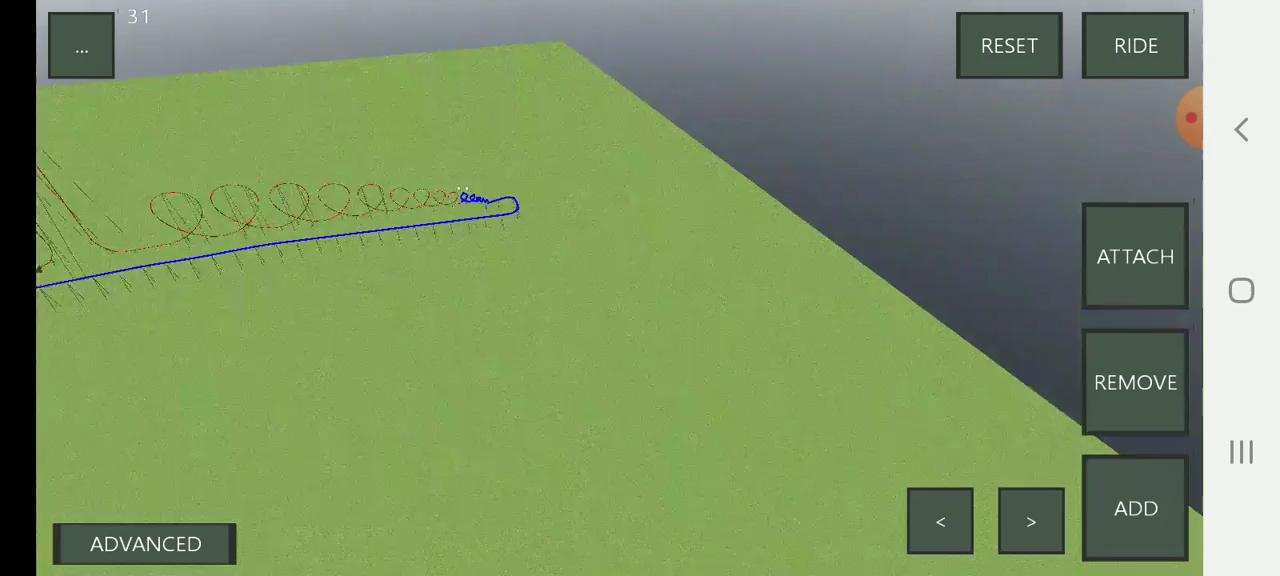 ...
31
RESET
RIDE
ATTACH
REMOVE
<
>
ADD
ADVANCED